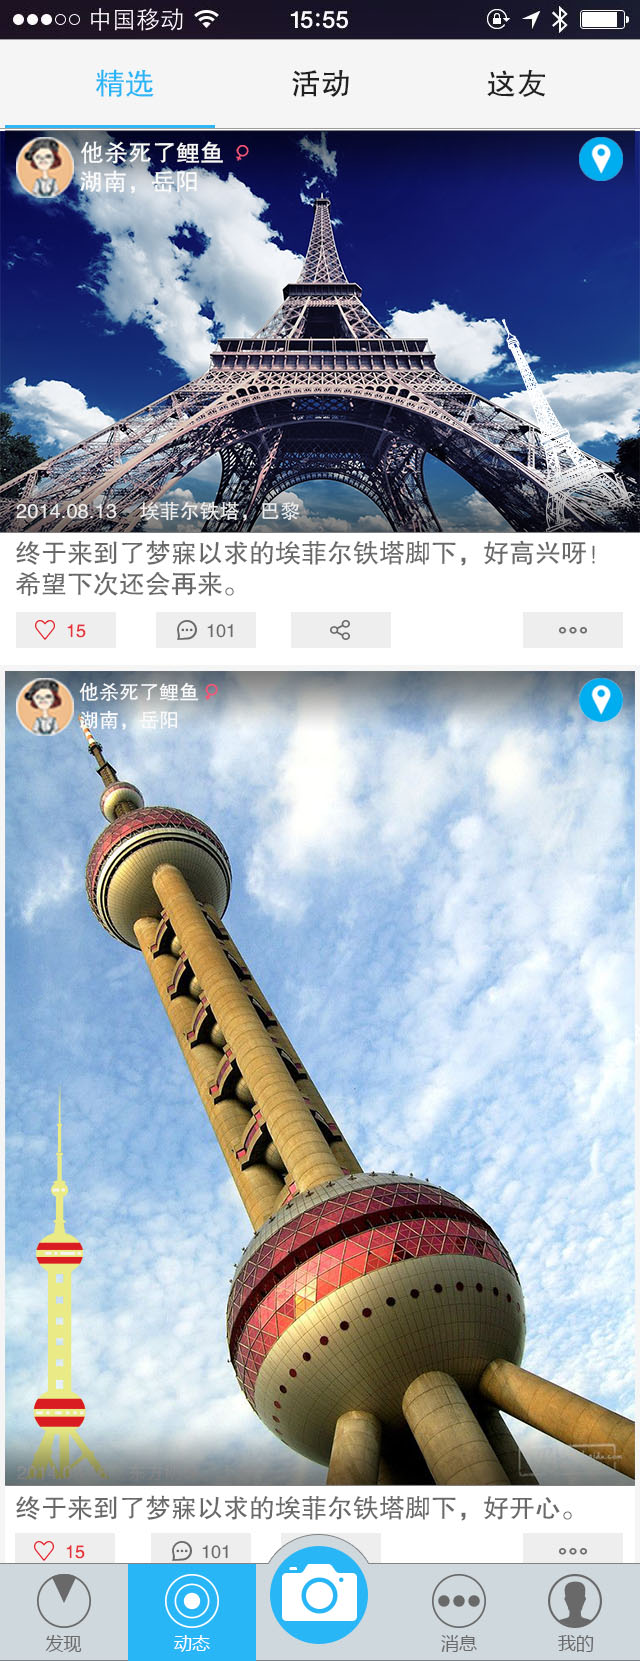 中国移动 15:55
精选 活动 这友
他杀死了鲤鱼
湖南，岳阳
2014.08.13 埃菲尔铁塔，巴黎
终于来到了梦寐以求的埃菲尔铁塔脚下，好高兴呀！
希望下次还会再来。
15 101
他杀死了鲤鱼
湖南，岳阳
终于来到了梦寐以求的埃菲尔铁塔脚下，好开心。
15 101
发现 动态 消息 我的